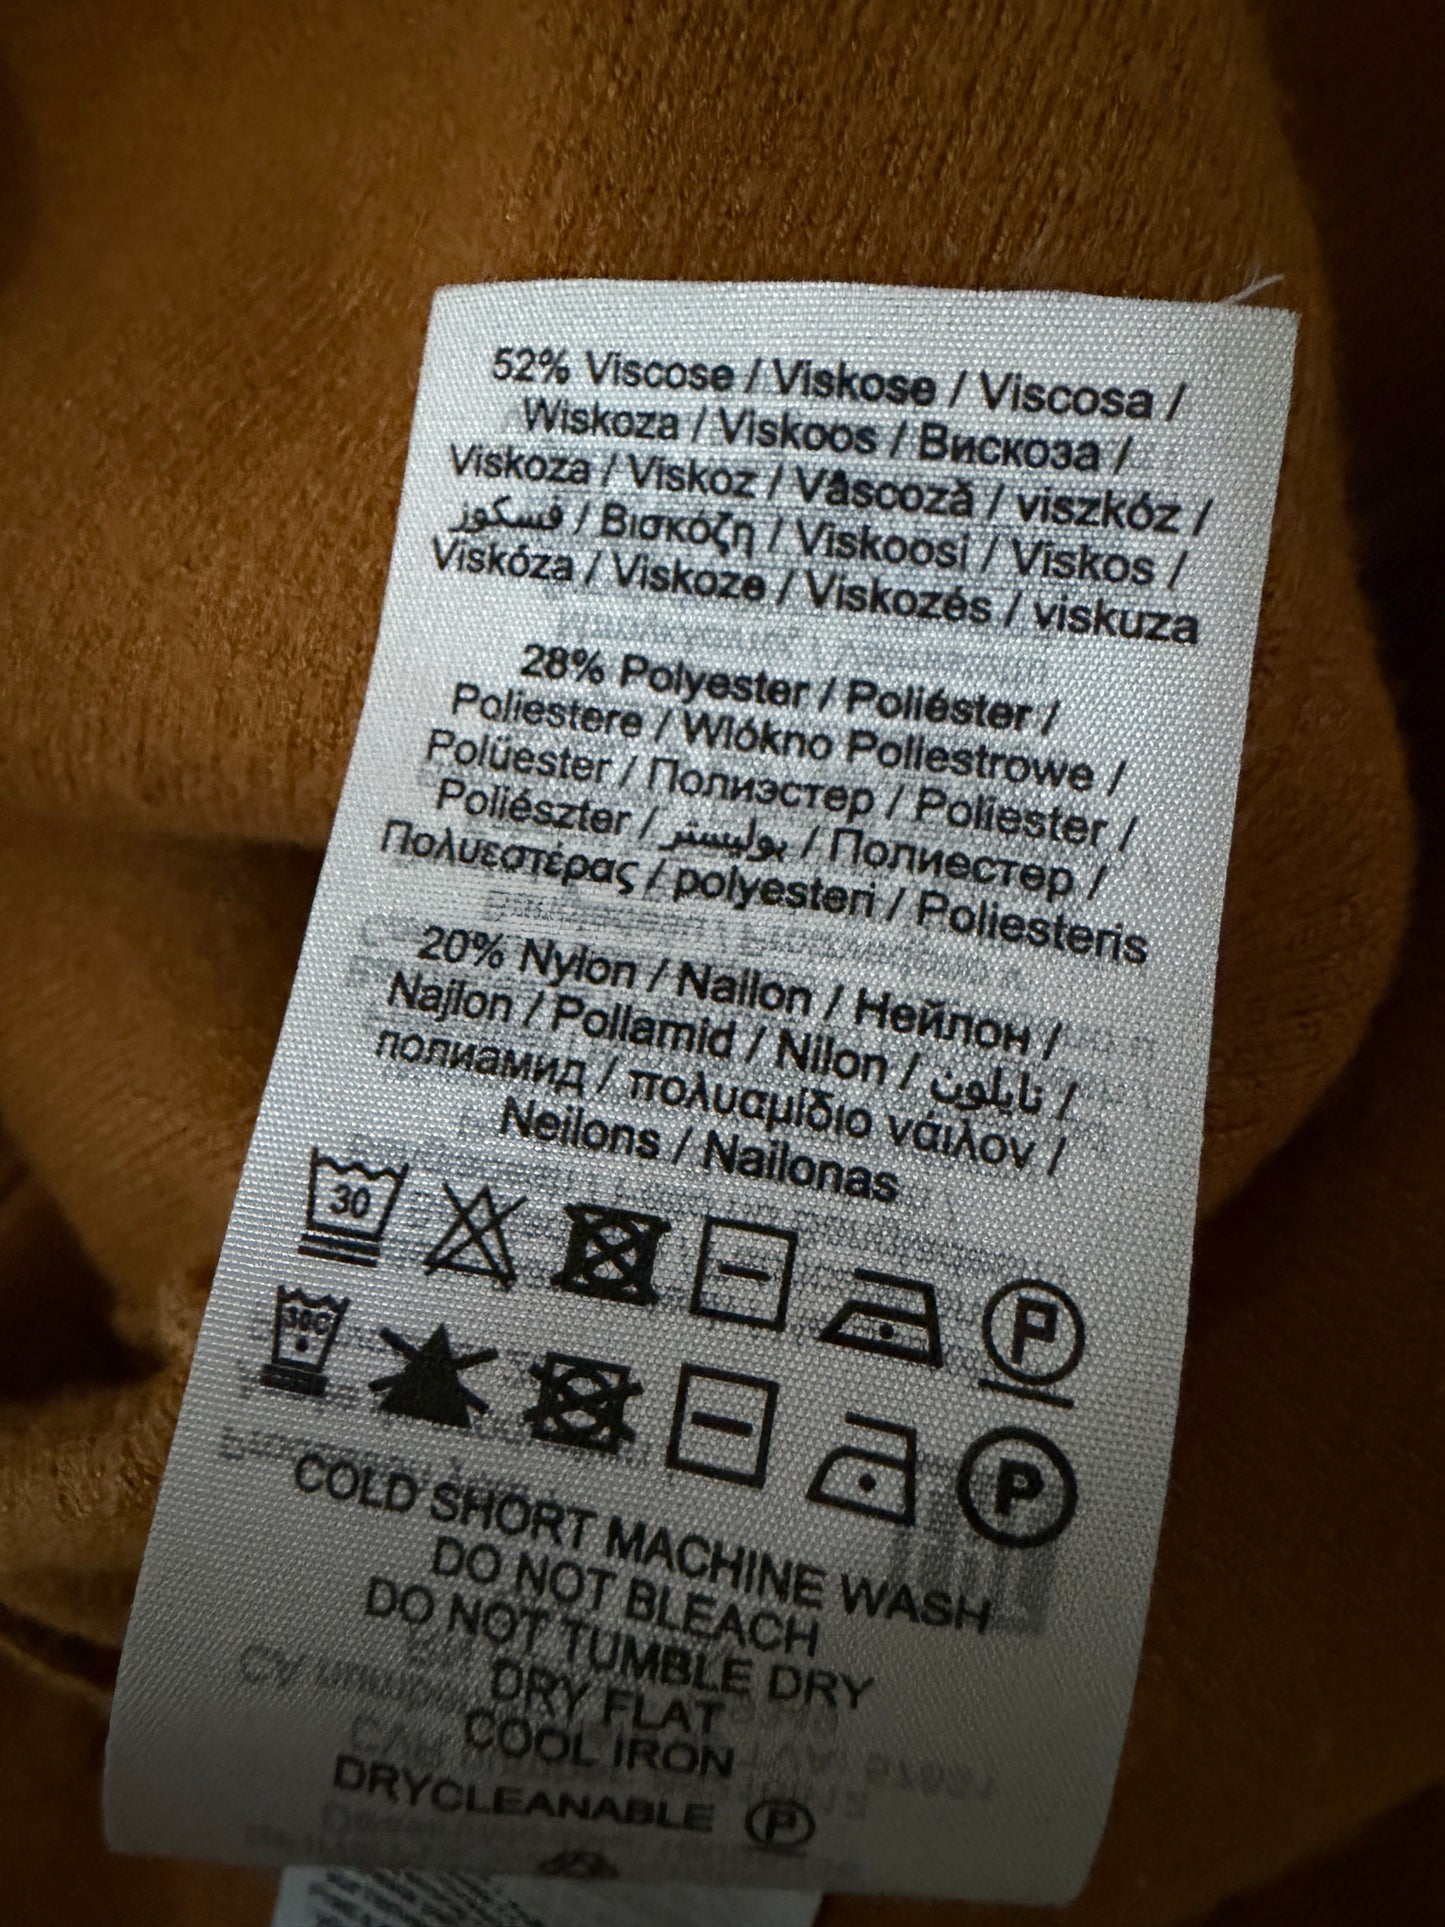 52% Viscose / Viskose / Viscosa /
Wiskoza / Viskoos / Вискоза /
Viskoza / Viskoz / Vâscoză / viszkóz /
فسكوز / Βισκόζη / Viskoosi / Viskos /
Viskóza / Viskoze / Viskozės / viskuza
28% Polyester / Poliéster /
Poliestere / Wlókno Poliestrowe /
Polüester / Полиэстер / Poliester /
Poliészter / بوليستر / Полиестер /
Πολυεστέρας / polyesteri / Poliesteris
20% Nylon / Nailon / Нейлон /
Najlon / Poliamid / Nilon / نايلون /
полиамид / πολυαμίδιο νάιλον /
Neilons / Nailonas
30 P
30C P
COLD SHORT MACHINE WASH
DO NOT BLEACH
DO NOT TUMBLE DRY
DRY FLAT
COOL IRON
DRYCLEANABLE P